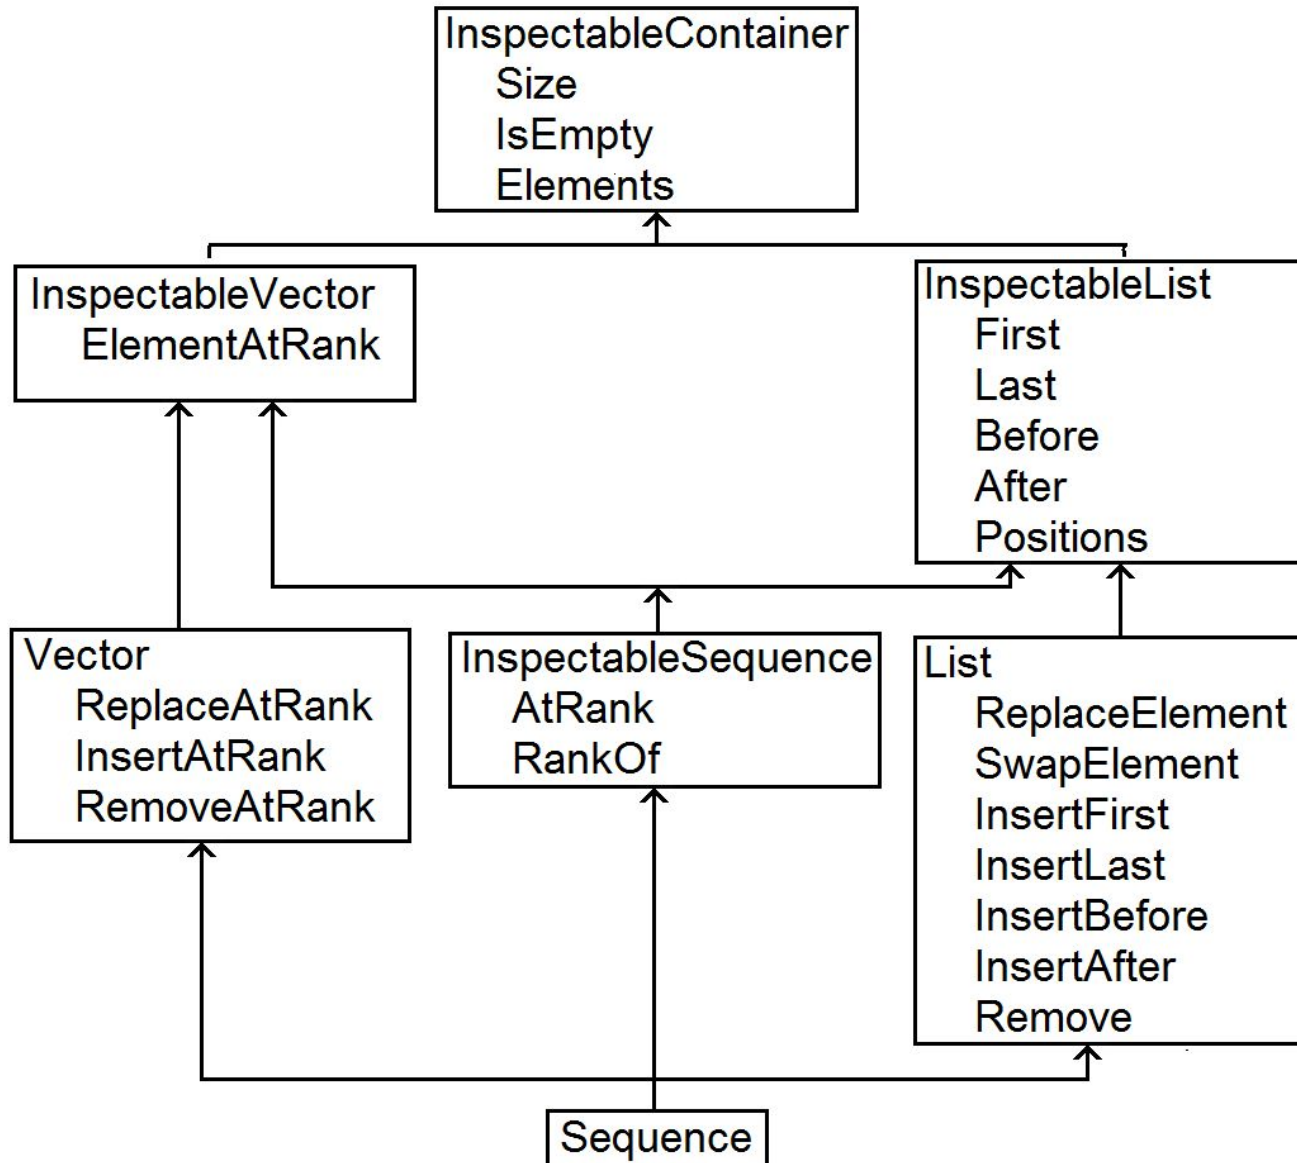 InspectableContainer
Size
IsEmpty
Elements
InspectableVector
ElementAtRank
InspectableList
First
Last
Before
After
Positions
Vector
ReplaceAtRank
InsertAtRank
RemoveAtRank
InspectableSequence
AtRank
RankOf
List
ReplaceElement
SwapElement
InsertFirst
InsertLast
InsertBefore
InsertAfter
Remove
Sequence